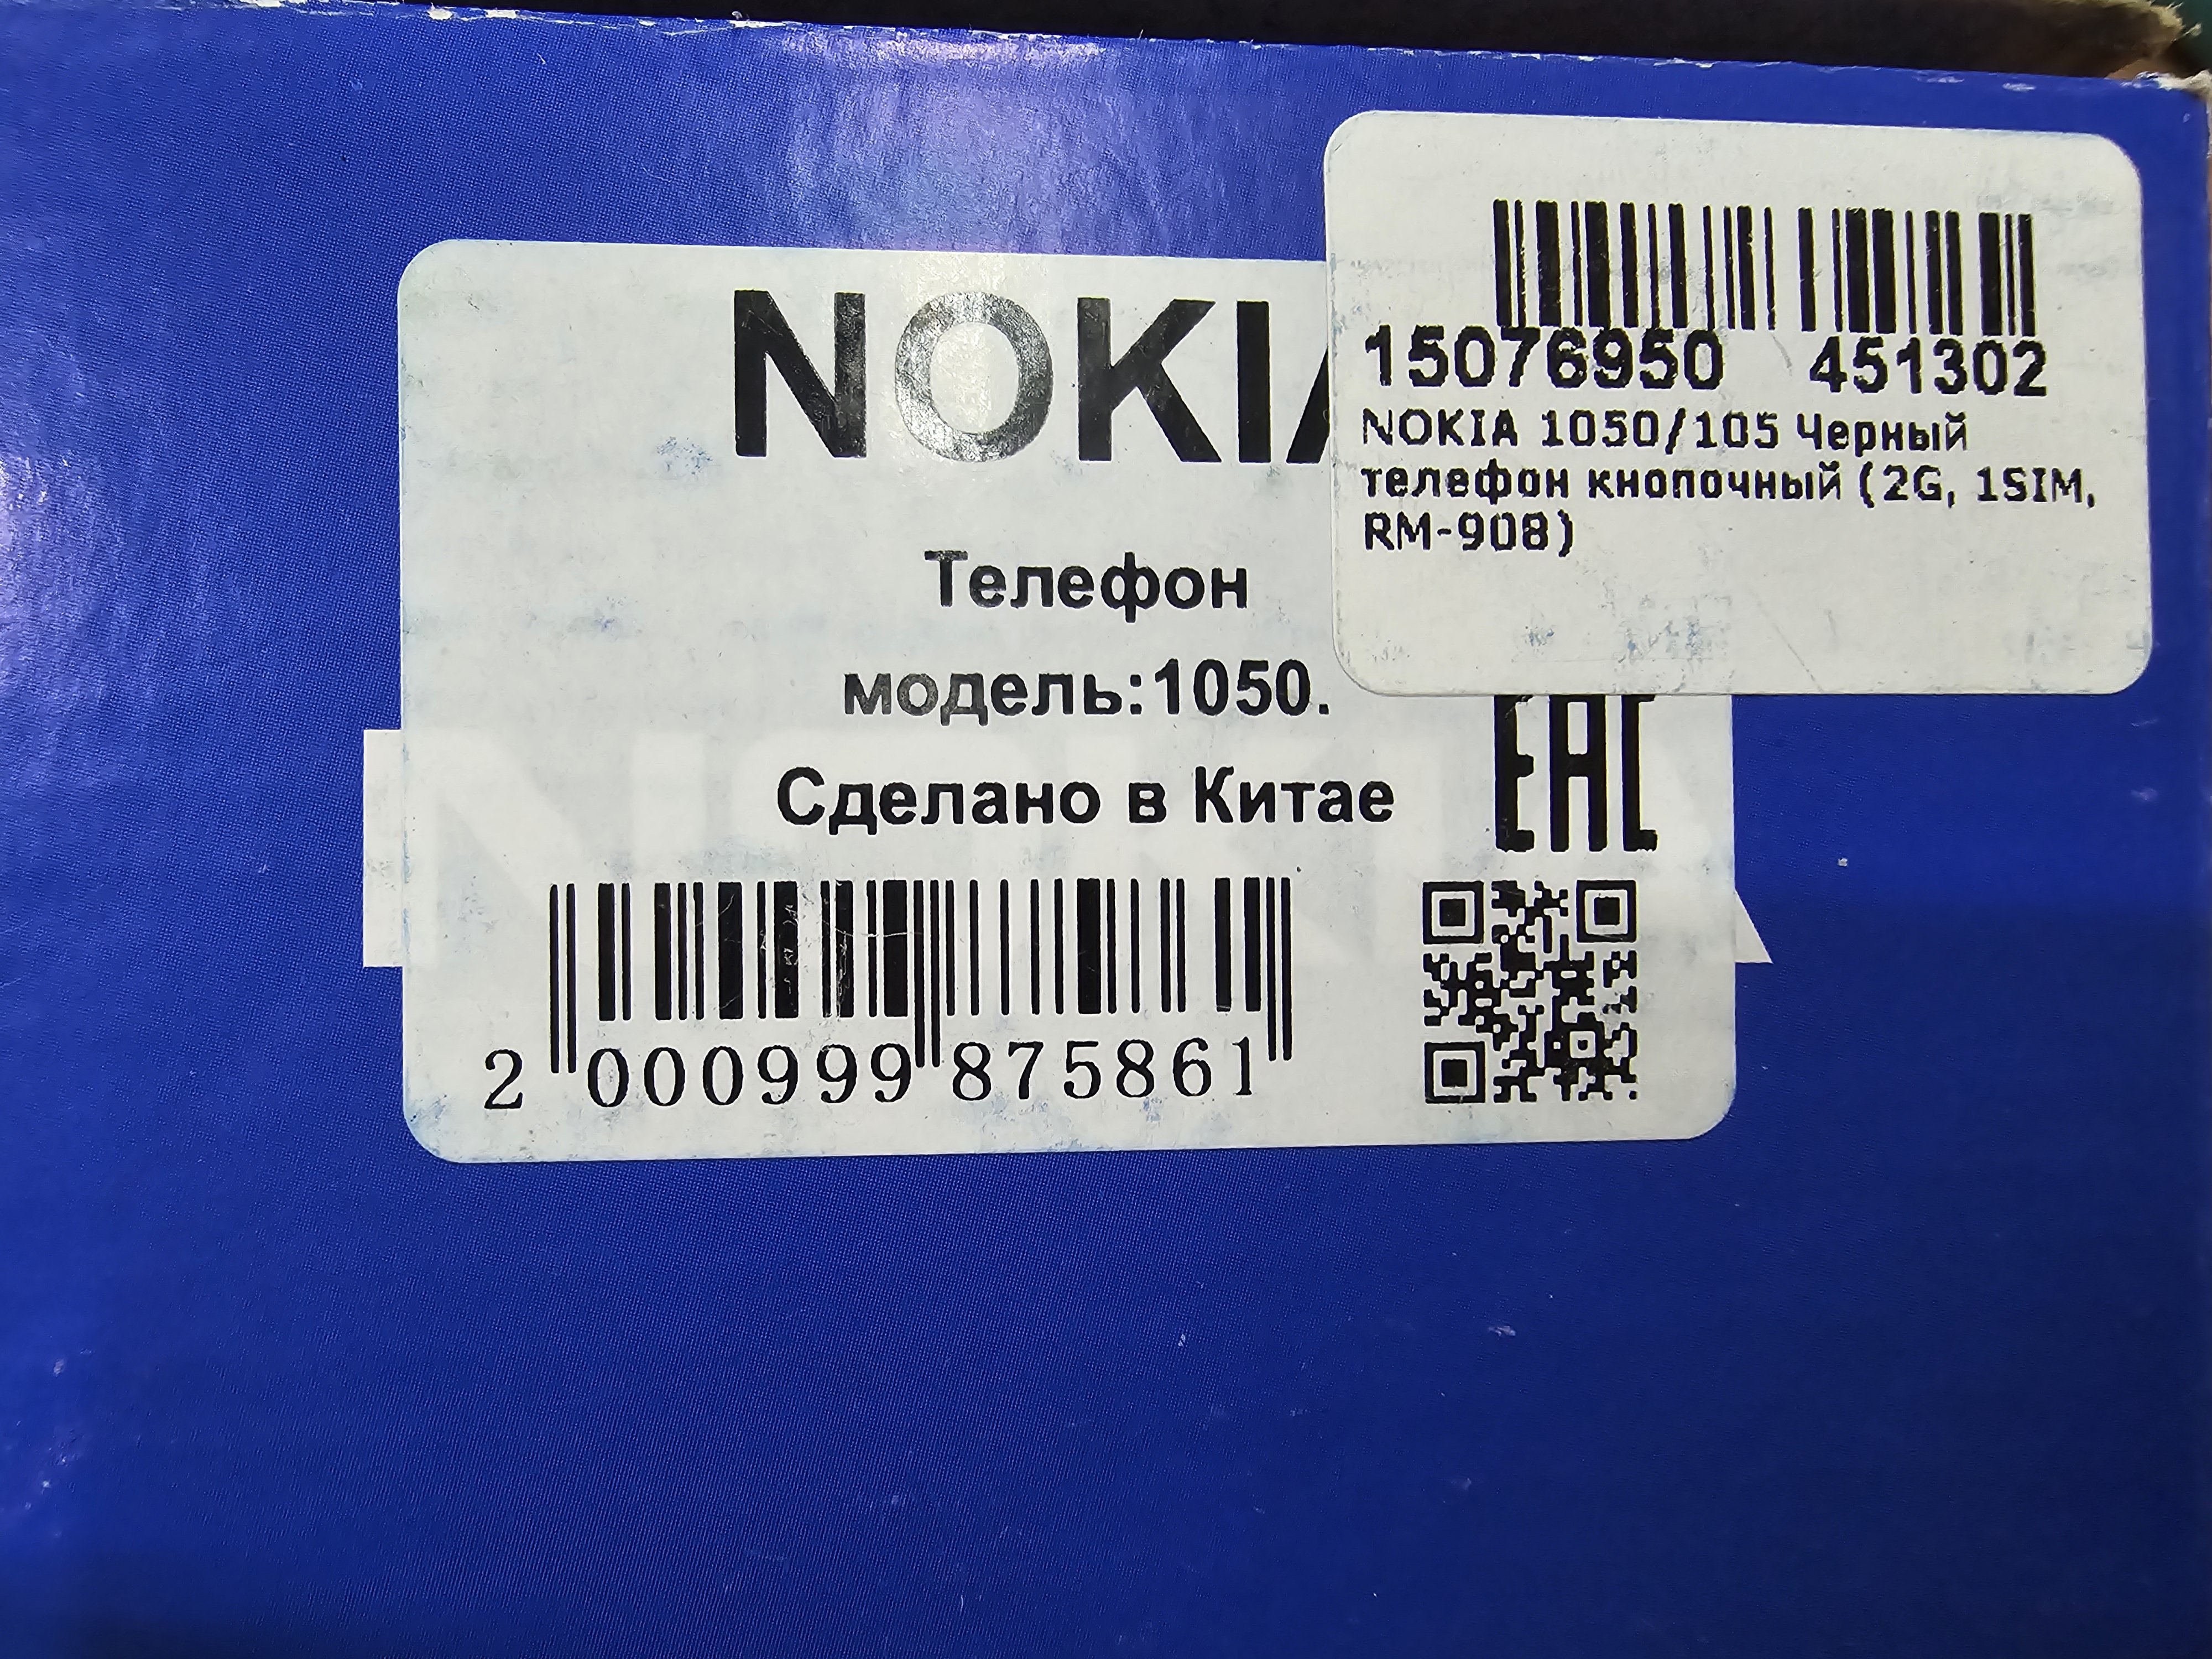 NOKIA
Телефон
модель:1050.
Сделано в Китае
EAC
2 000999 875861
15076950 451302
NOKIA 1050/105 Черный
телефон кнопочный (2G, 1SIM,
RM-908)